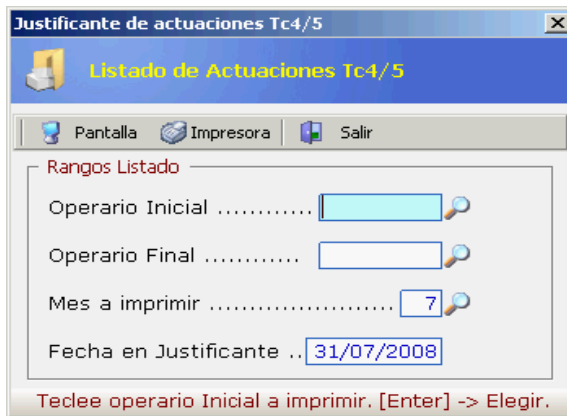 Justificante de actuaciones Tc4/5
Listado de Actuaciones Tc4/5
Pantalla Impresora Salir
Rangos Listado
Operario Inicial ............
Operario Final ............
Mes a imprimir ....................... 7
Fecha en Justificante .. 31/07/2008
Teclee operario Inicial a imprimir. [Enter] -> Elegir.